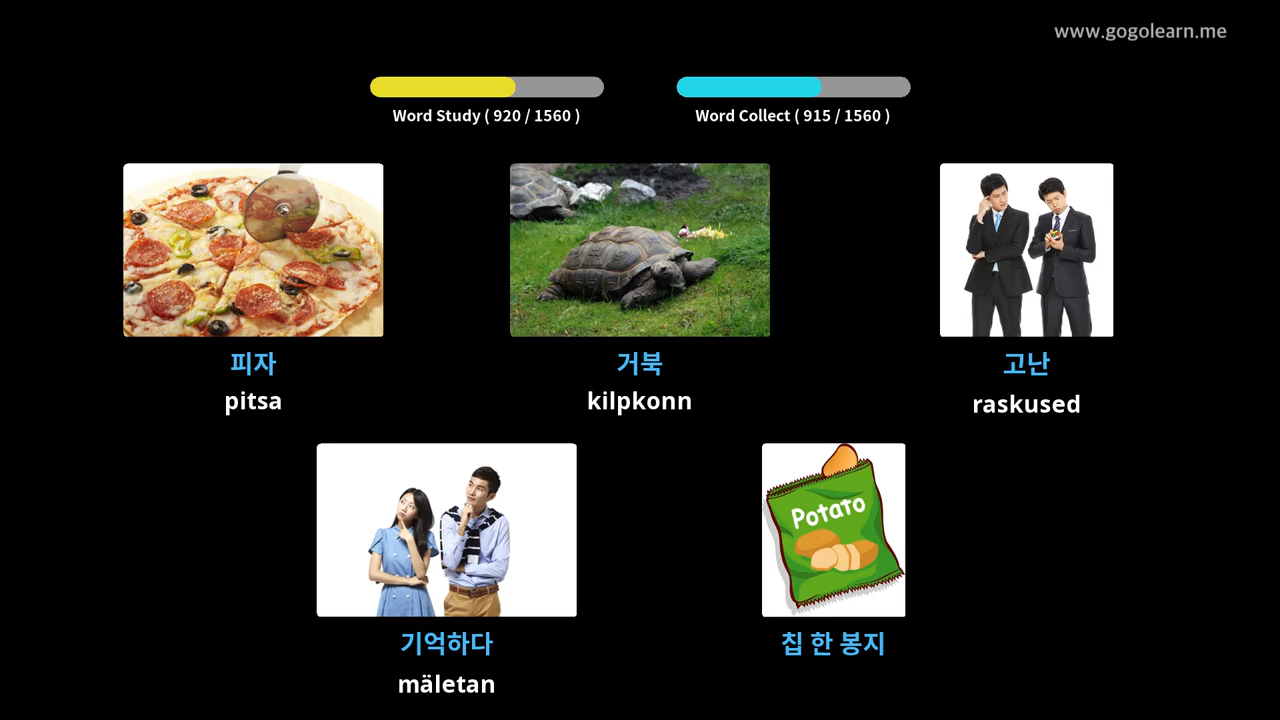 www.gogolearn.me
Word Study ( 920 / 1560 )
Word Collect ( 915 / 1560 )
피자
pitsa
거북
kilpkonn
고난
raskused
Potato
기억하다
mäletan
칩 한 봉지